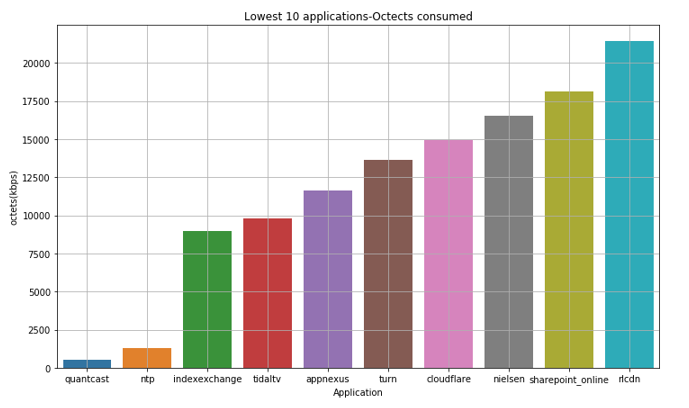 Lowest 10 applications-Octects consumed
octets(kbps)
20000
17500
15000
12500
10000
7500
5000
2500
0
quantcast ntp indexexchange tidaltv appnexus turn cloudflare nielsen sharepoint_online rlcdn
Application